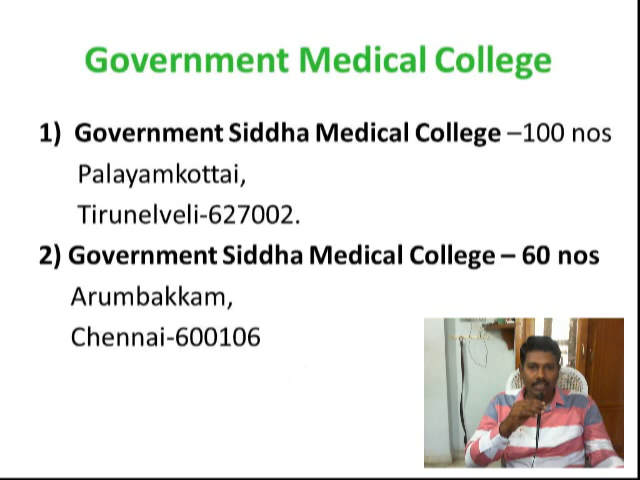 Government Medical College
1) Government Siddha Medical College –100 nos
Palayamkottai,
Tirunelveli-627002.
2) Government Siddha Medical College – 60 nos
Arumbakkam,
Chennai-600106